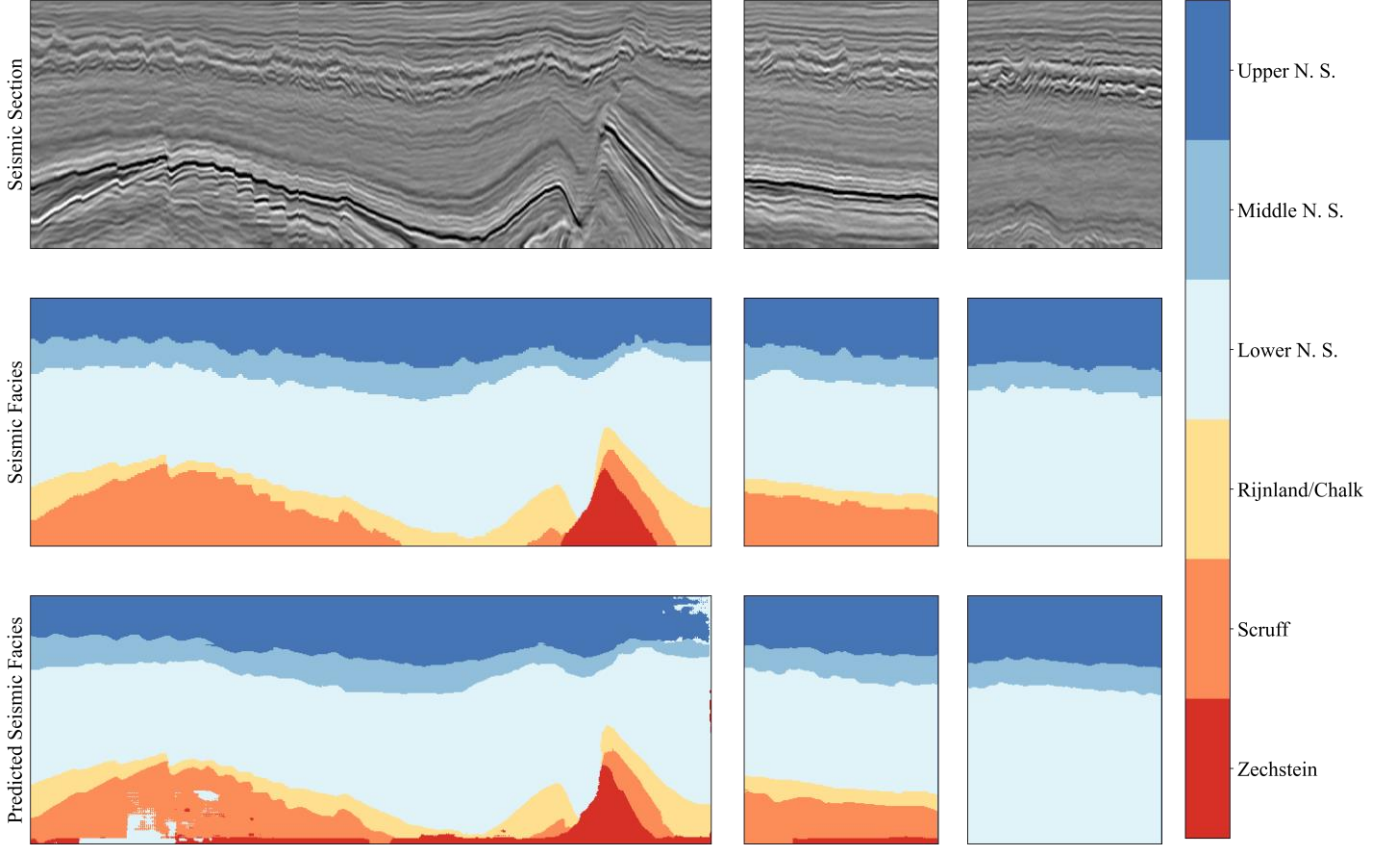 Seismic Section
Seismic Facies
Predicted Seismic Facies
Upper N. S.
Middle N. S.
Lower N. S.
Rijnland/Chalk
Scruff
Zechstein